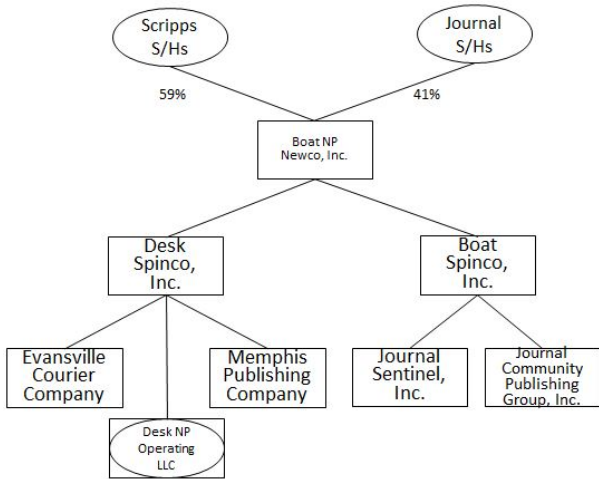 Scripps
S/Hs
Journal
S/Hs
59%
41%
Boat NP
Newco, Inc.
Desk
Spinco,
Inc.
Boat
Spinco,
Inc.
Evansville
Courier
Company
Memphis
Publishing
Company
Journal
Sentinel,
Inc.
Journal
Community
Publishing
Group, Inc.
Desk NP
Operating
LLC